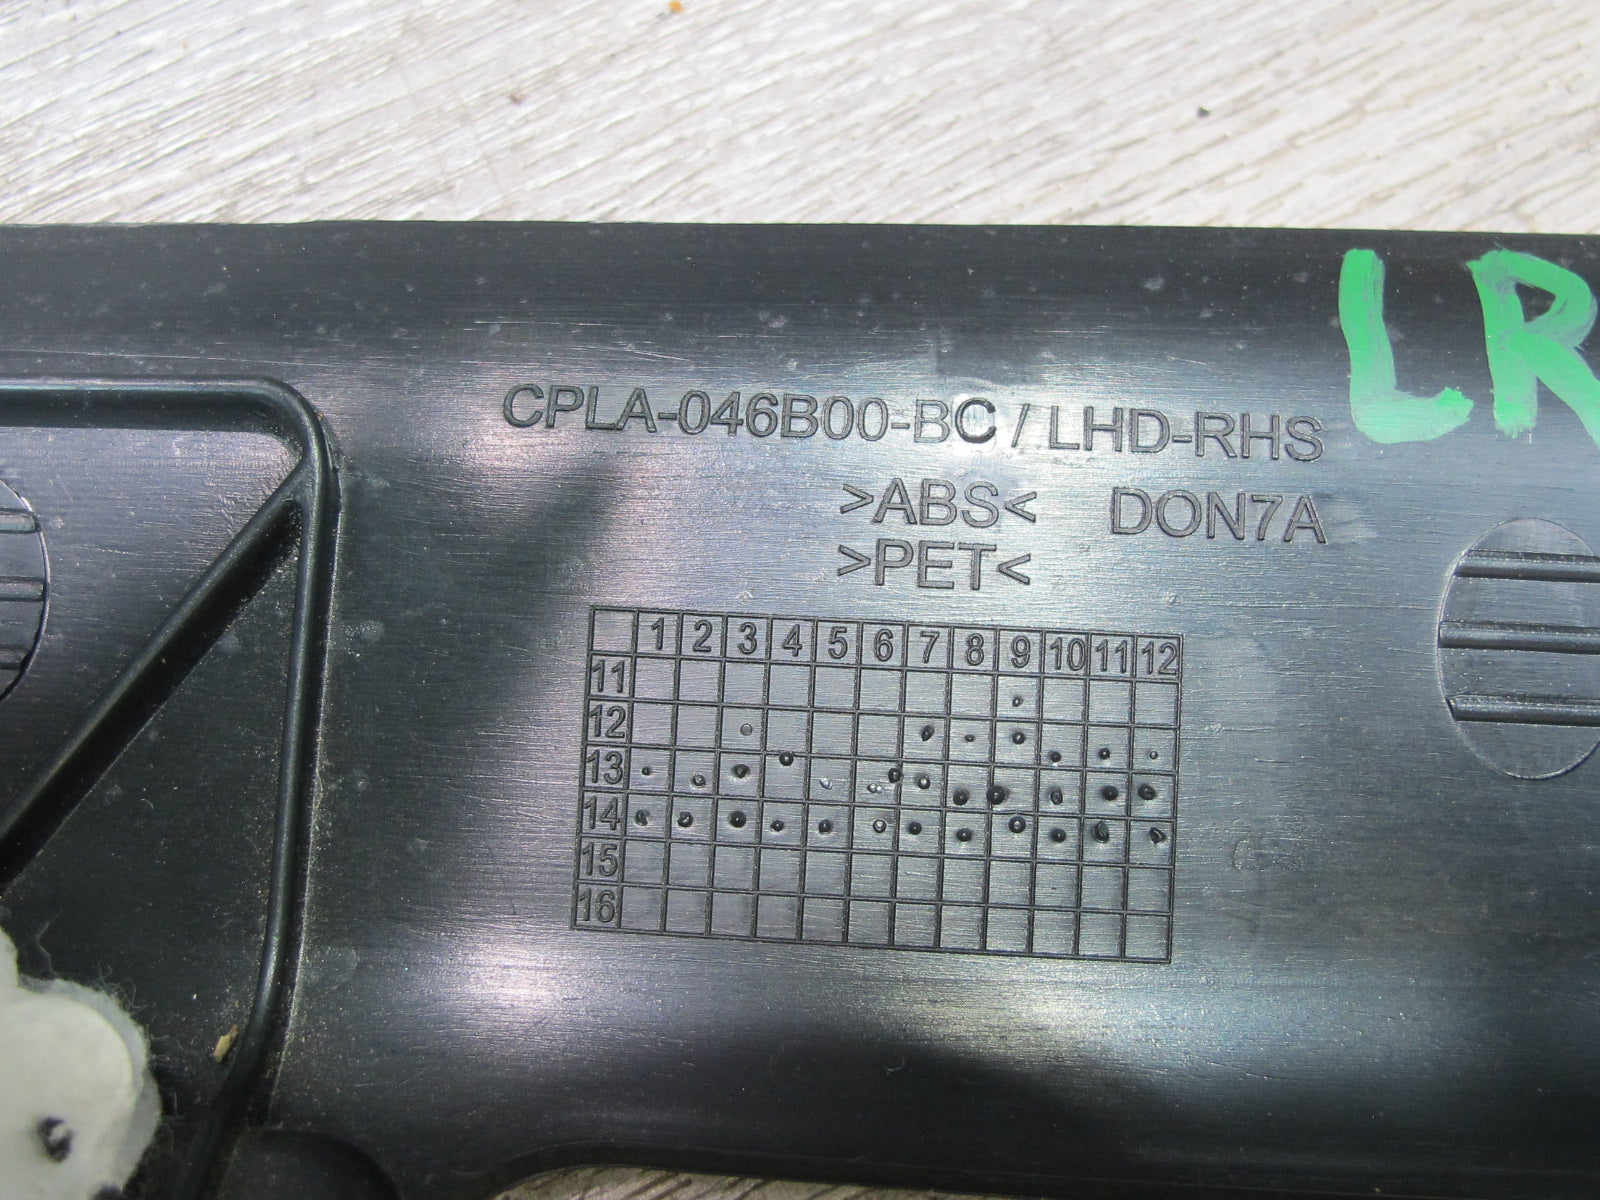 LR
CPLA-046B00-BC / LHD-RHS
>ABS< DON7A
>PET<
1 2 3 4 5 6 7 8 9 10 11 12
11
12
13
14
15
16